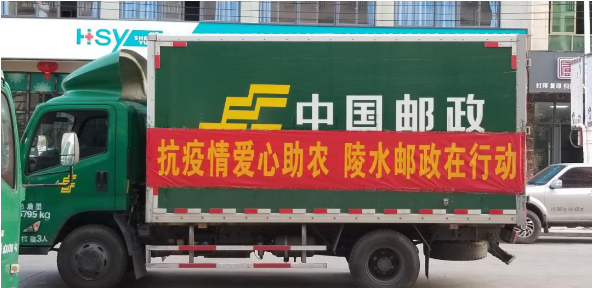 HSY
中国邮政
抗疫情爱心助农 陵水邮政在行动
5795 kg